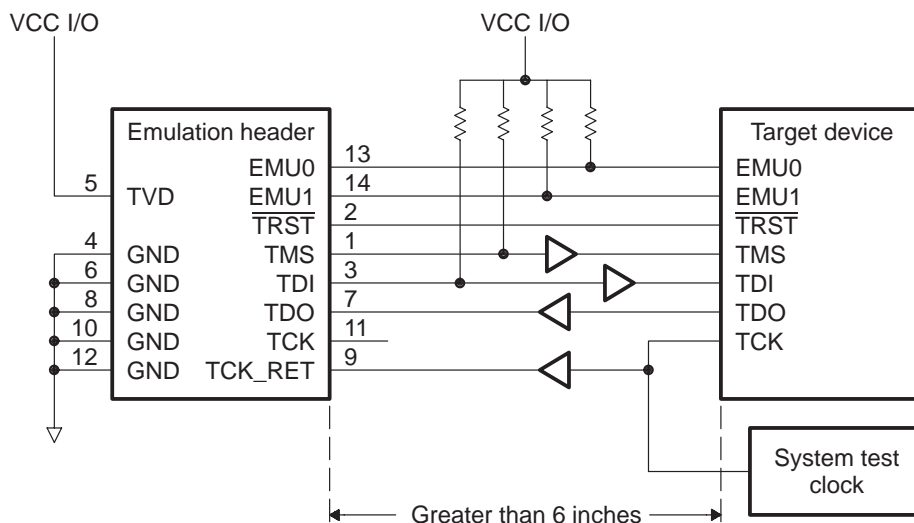 VCC I/O
VCC I/O
Emulation header
Target device
13
EMU0
EMU0
5
TVD
14
EMU1
EMU1
2
TRST
TRST
4
GND
1
TMS
TMS
6
GND
3
TDI
TDI
8
GND
7
TDO
TDO
10
GND
11
TCK
TCK
12
GND
9
TCK_RET
System test
clock
Greater than 6 inches